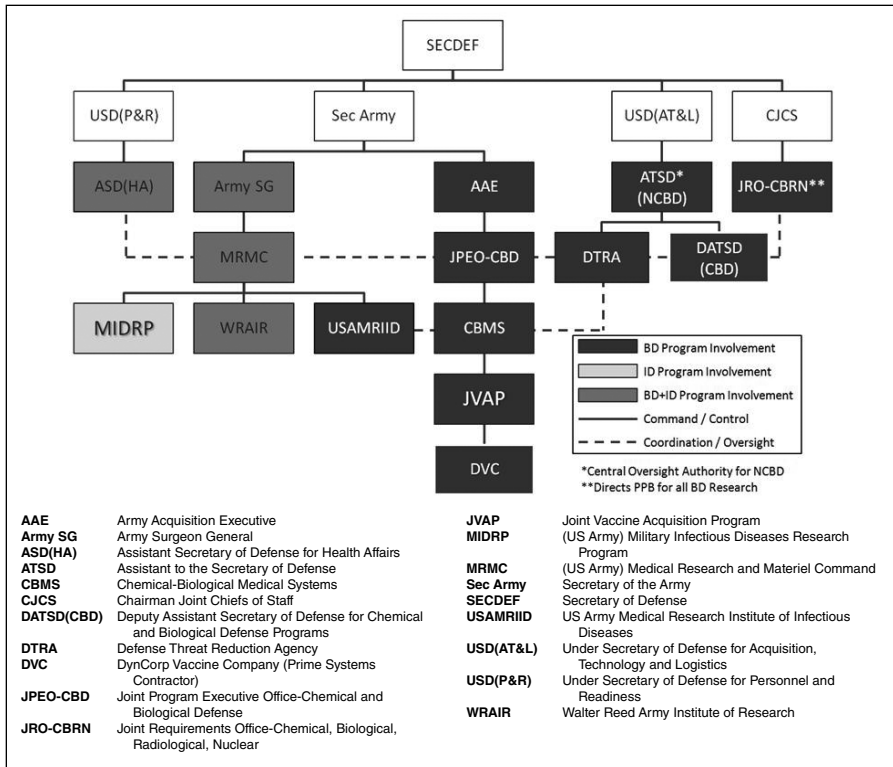 SECDEF
USD(P&R)
Sec Army
USD(AT&L)
CJCS
ASD(HA)
Army SG
AAE
ATSD*
(NCBD)
JRO-CBRN**
MRMC
JPEO-CBD
DTRA
DATSD
(CBD)
MIDRP
WRAIR
USAMRIID
CBMS
JVAP
DVC
BD Program Involvement
ID Program Involvement
BD+ID Program Involvement
Command / Control
Coordination / Oversight
*Central Oversight Authority for NCBD
**Directs PPB for all BD Research
AAE Army Acquisition Executive
Army SG Army Surgeon General
ASD(HA) Assistant Secretary of Defense for Health Affairs
ATSD Assistant to the Secretary of Defense
CBMS Chemical-Biological Medical Systems
CJCS Chairman Joint Chiefs of Staff
DATSD(CBD) Deputy Assistant Secretary of Defense for Chemical
and Biological Defense Programs
DTRA Defense Threat Reduction Agency
DVC DynCorp Vaccine Company (Prime Systems
Contractor)
JPEO-CBD Joint Program Executive Office-Chemical and
Biological Defense
JRO-CBRN Joint Requirements Office-Chemical, Biological,
Radiological, Nuclear
JVAP Joint Vaccine Acquisition Program
MIDRP (US Army) Military Infectious Diseases Research
Program
MRMC (US Army) Medical Research and Materiel Command
Sec Army Secretary of the Army
SECDEF Secretary of Defense
USAMRIID US Army Medical Research Institute of Infectious
Diseases
USD(AT&L) Under Secretary of Defense for Acquisition,
Technology and Logistics
USD(P&R) Under Secretary of Defense for Personnel and
Readiness
WRAIR Walter Reed Army Institute of Research